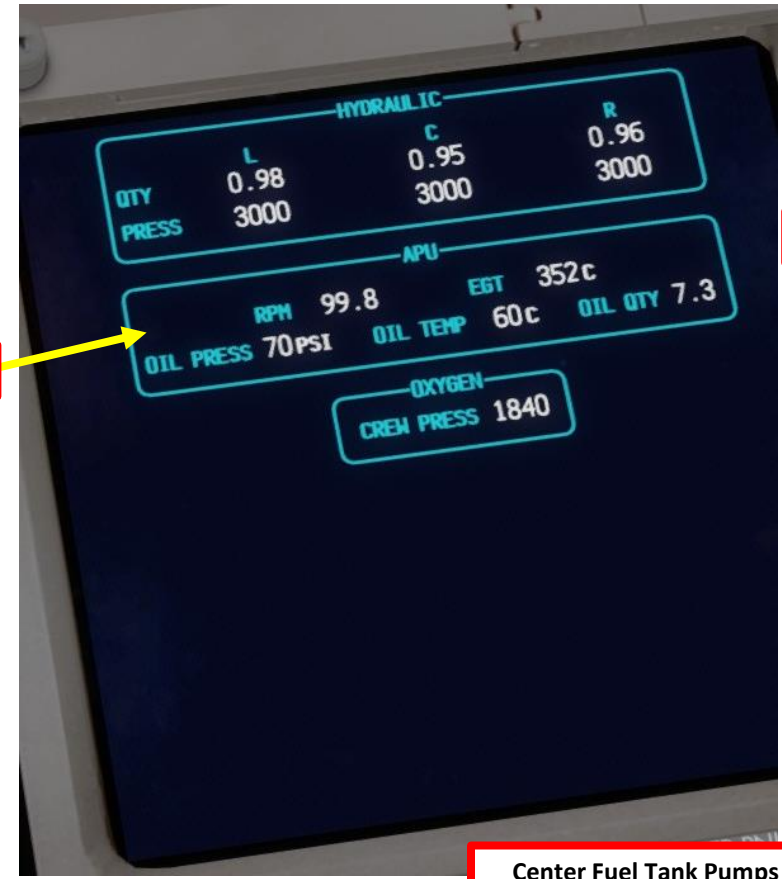 HYDRAULIC
L C R
QTY 0.98 0.95 0.96
PRESS 3000 3000 3000
APU
RPM 99.8 EGT 352c
OIL PRESS 70PSI OIL TEMP 60c OIL QTY 7.3
OXYGEN
CREW PRESS 1840
Center Fuel Tank Pumps